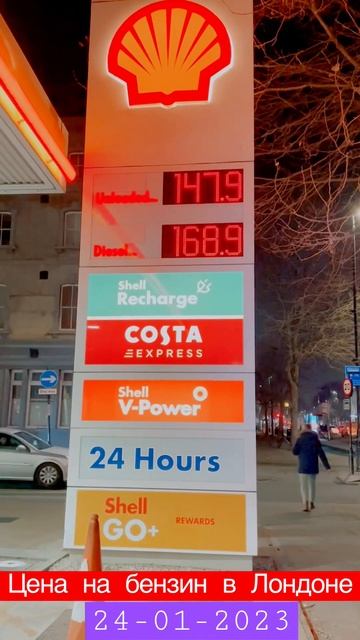 Unleaded
147.9
Diesel
168.9
Shell
Recharge
COSTA
EXPRESS
Shell
V-Power
24 Hours
Shell
GO+ REWARDS
Цена на бензин в Лондоне
24-01-2023